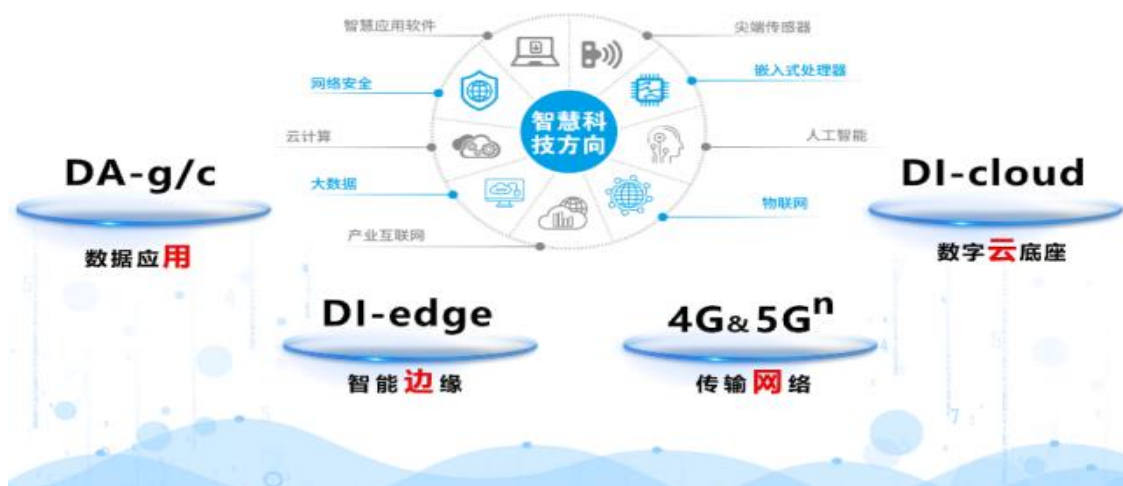 智慧应用软件
尖端传感器
网络安全
嵌入式处理器
智慧科
技方向
云计算
人工智能
DA-g/c
DI-cloud
大数据
物联网
产业互联网
数据应用
数字云底座
DI-edge
4G&5Gⁿ
智能边缘
传输网络